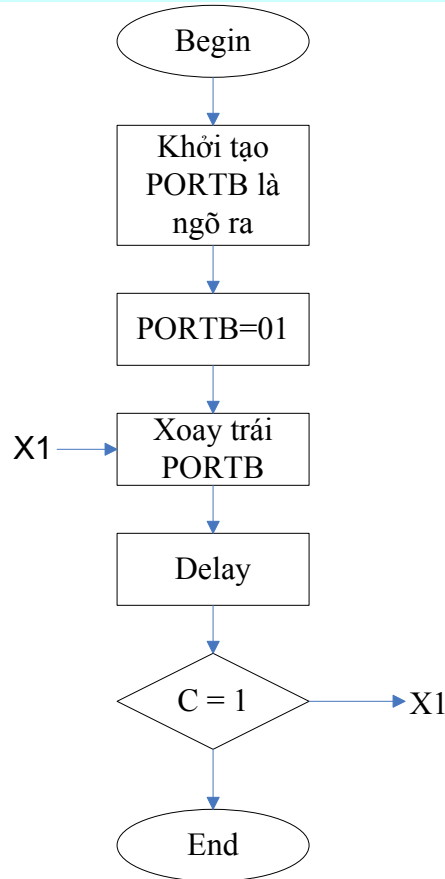 Begin
Khởi tạo
PORTB là
ngõ ra
PORTB=01
X1
Xoay trái
PORTB
Delay
C = 1
X1
End